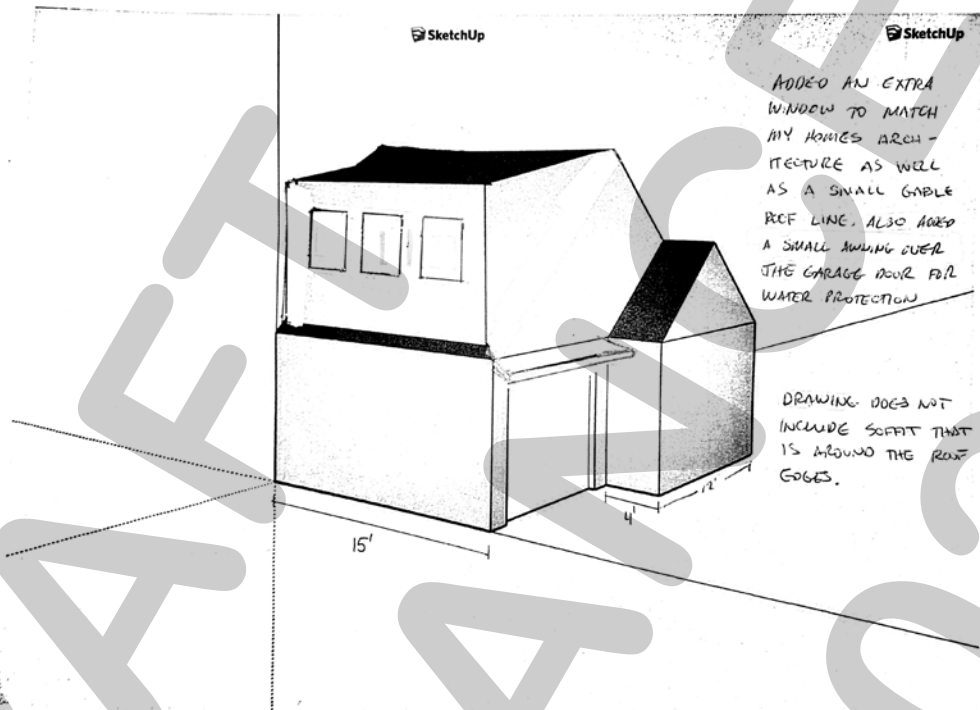 SketchUp
SketchUp
ADDED AN EXTRA
WINDOW TO MATCH
MY HOMES ARCH-
ITECTURE AS WELL
AS A SMALL GABLE
ROOF LINE. ALSO ADDED
A SMALL AWNING OVER
THE GARAGE DOOR FOR
WATER PROTECTION
DRAWING DOES NOT
INCLUDE SOFFIT THAT
IS AROUND THE ROOF
EDGES.
12'
4'
15'